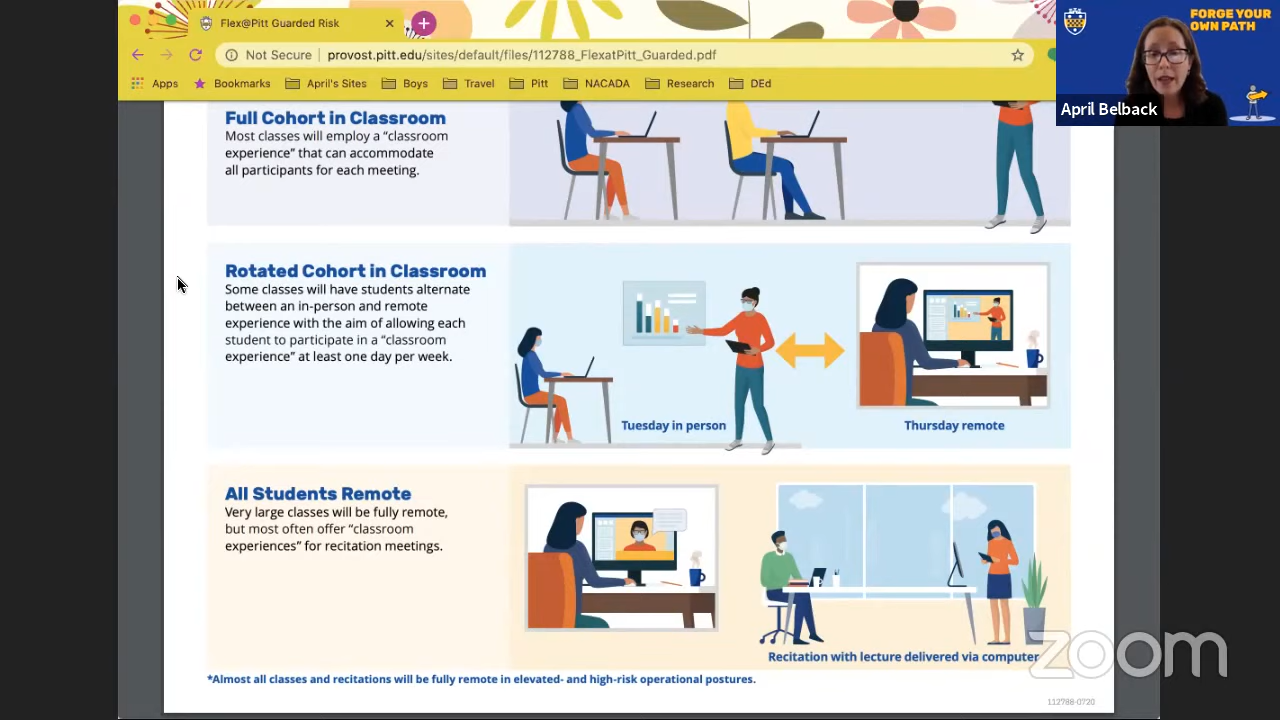 Flex@Pitt Guarded Risk
Not Secure | provost.pitt.edu/sites/default/files/112788_FlexatPitt_Guarded.pdf
Apps Bookmarks April's Sites Boys Travel Pitt NACADA Research DEd
FORGE YOUR
OWN PATH
April Belback
Full Cohort in Classroom
Most classes will employ a “classroom
experience” that can accommodate
all participants for each meeting.
Rotated Cohort in Classroom
Some classes will have students alternate
between an in-person and remote
experience with the aim of allowing each
student to participate in a “classroom
experience” at least one day per week.
Tuesday in person
Thursday remote
All Students Remote
Very large classes will be fully remote,
but most often offer “classroom
experiences” for recitation meetings.
Recitation with lecture delivered via computer
*Almost all classes and recitations will be fully remote in elevated- and high-risk operational postures.
112788-0720
zoom